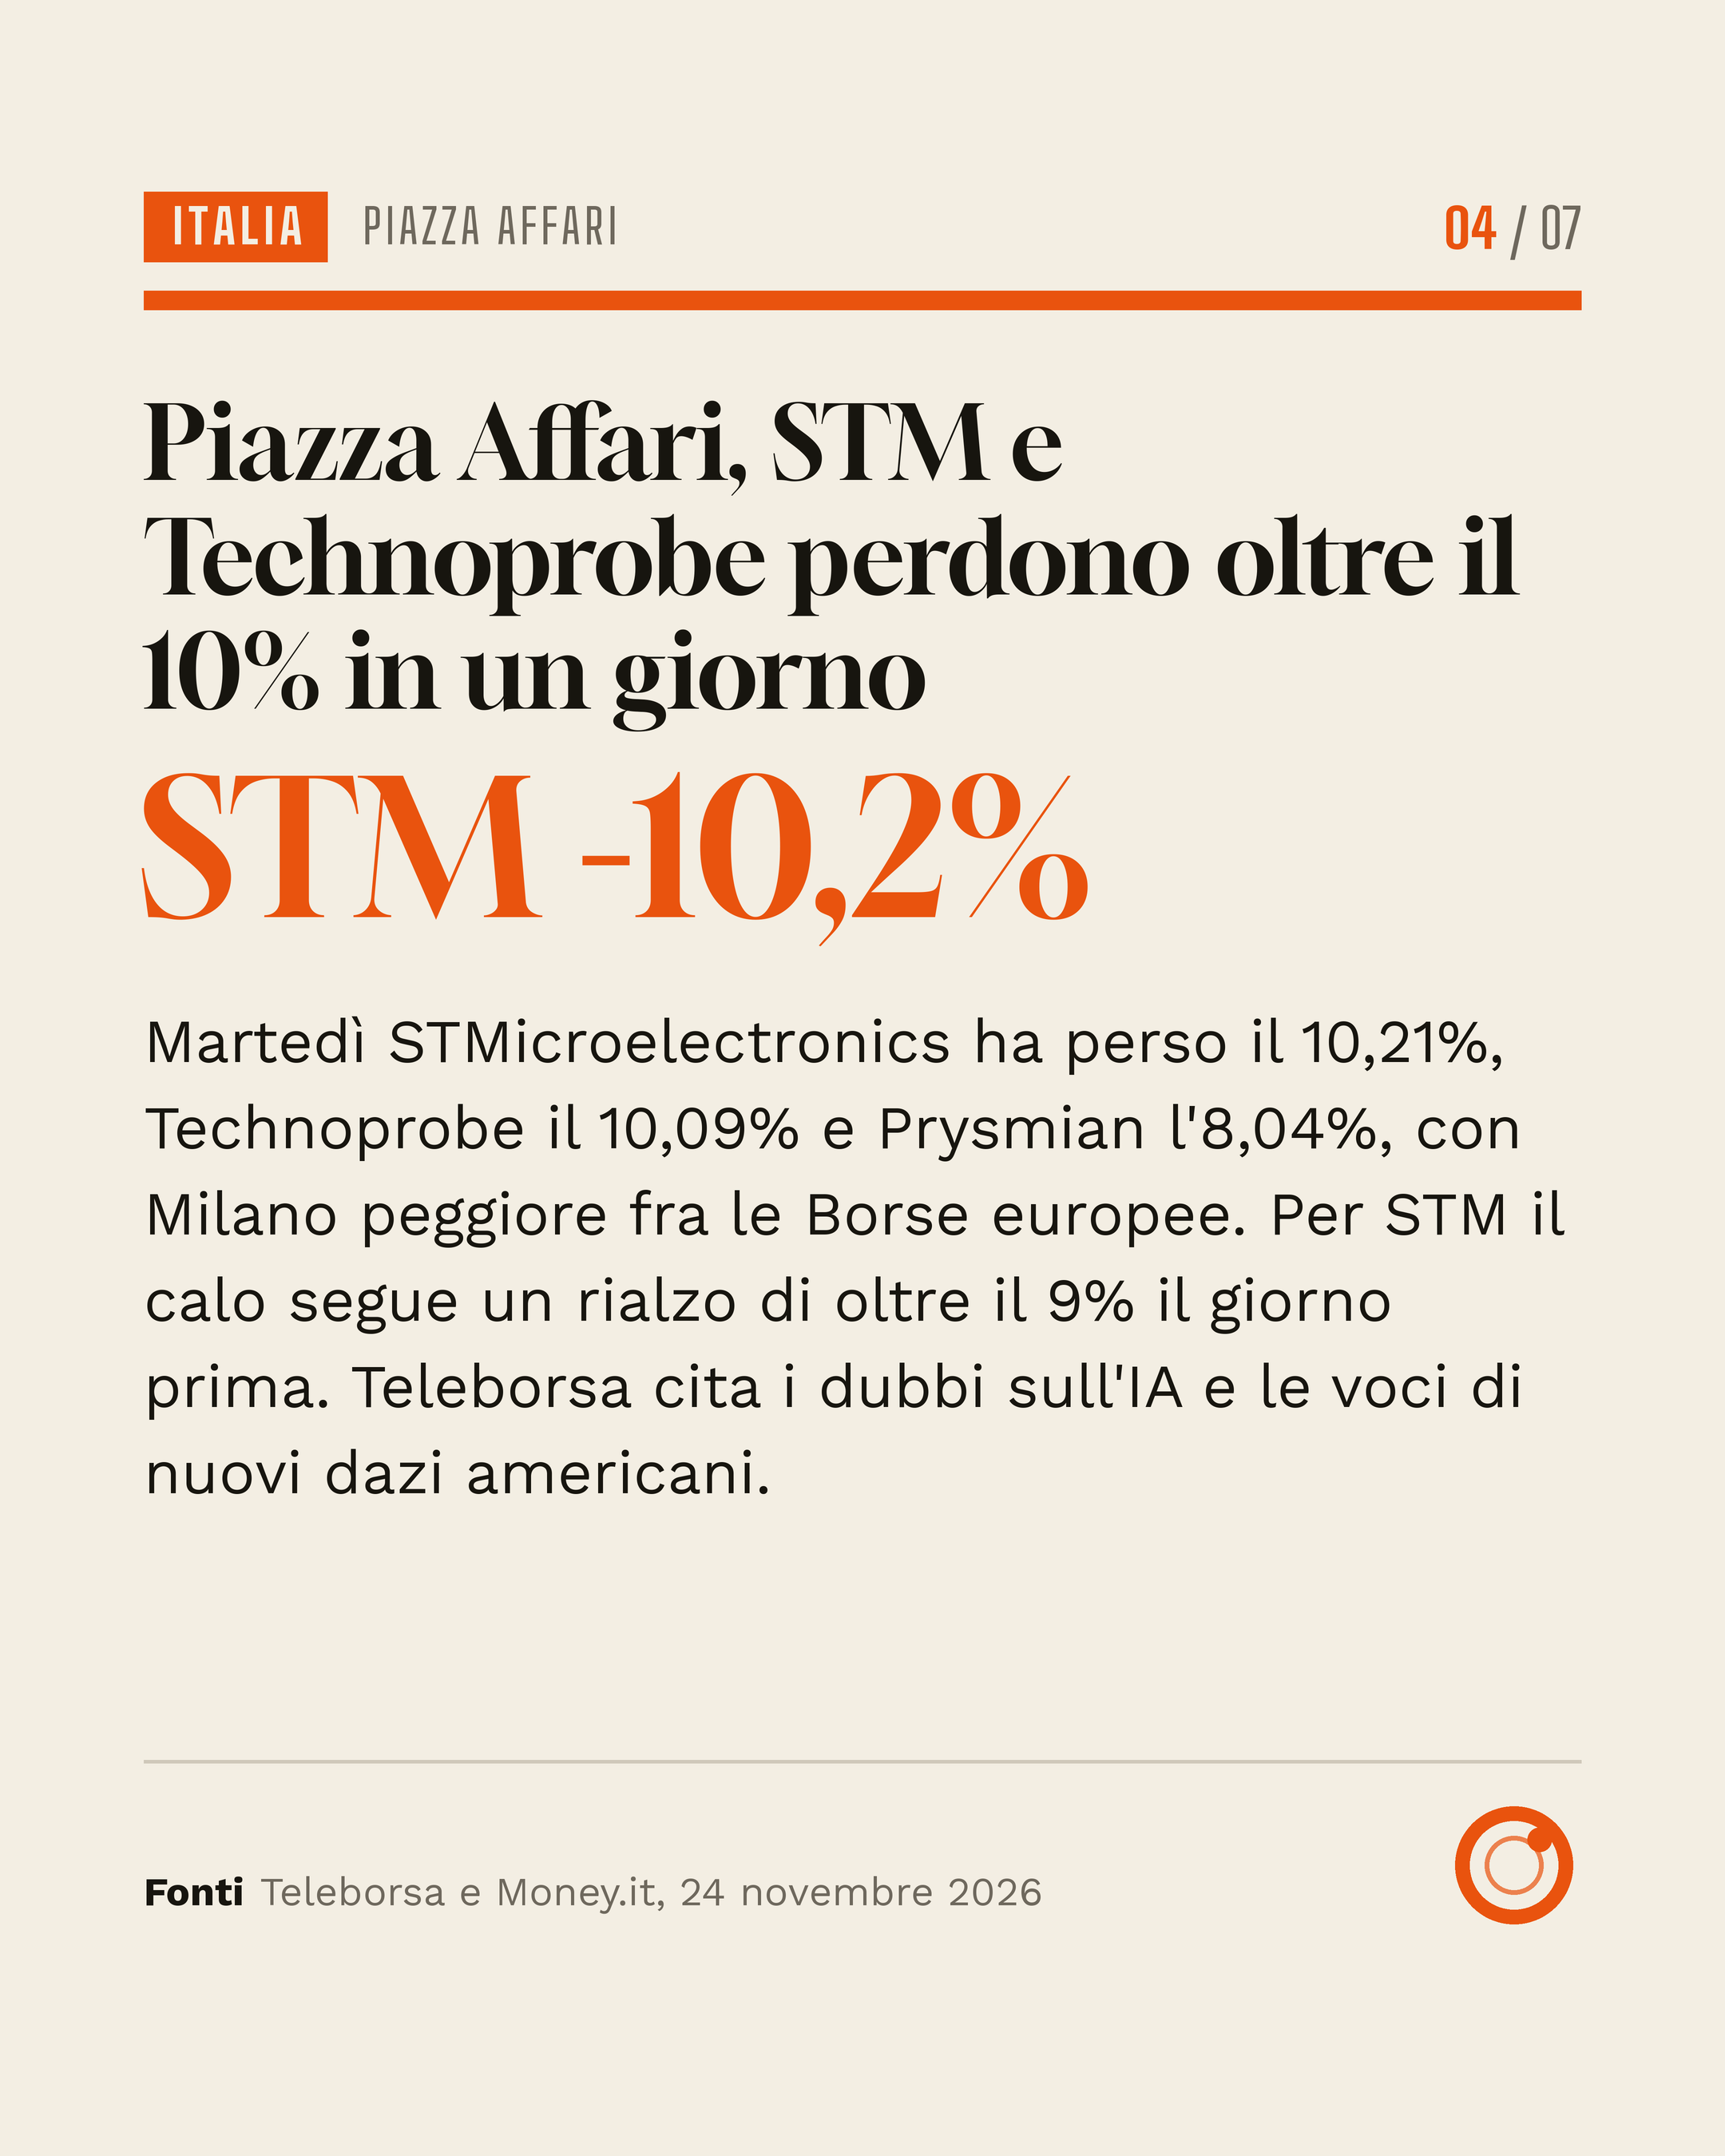 ITALIA PIAZZA AFFARI 04 / 07
Piazza Affari, STM e
Technoprobe perdono oltre il
10% in un giorno
STM -10,2%
Martedì STMicroelectronics ha perso il 10,21%,
Technoprobe il 10,09% e Prysmian l'8,04%, con
Milano peggiore fra le Borse europee. Per STM il
calo segue un rialzo di oltre il 9% il giorno
prima. Teleborsa cita i dubbi sull'IA e le voci di
nuovi dazi americani.
Fonti Teleborsa e Money.it, 24 novembre 2026